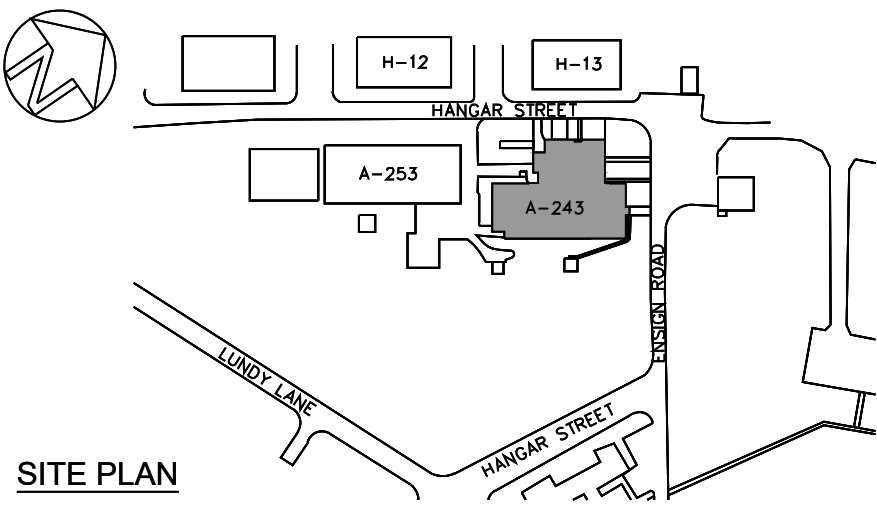 H-12
H-13
HANGAR STREET
A-253
A-243
ENSIGN ROAD
LUNDY LANE
HANGAR STREET
SITE PLAN